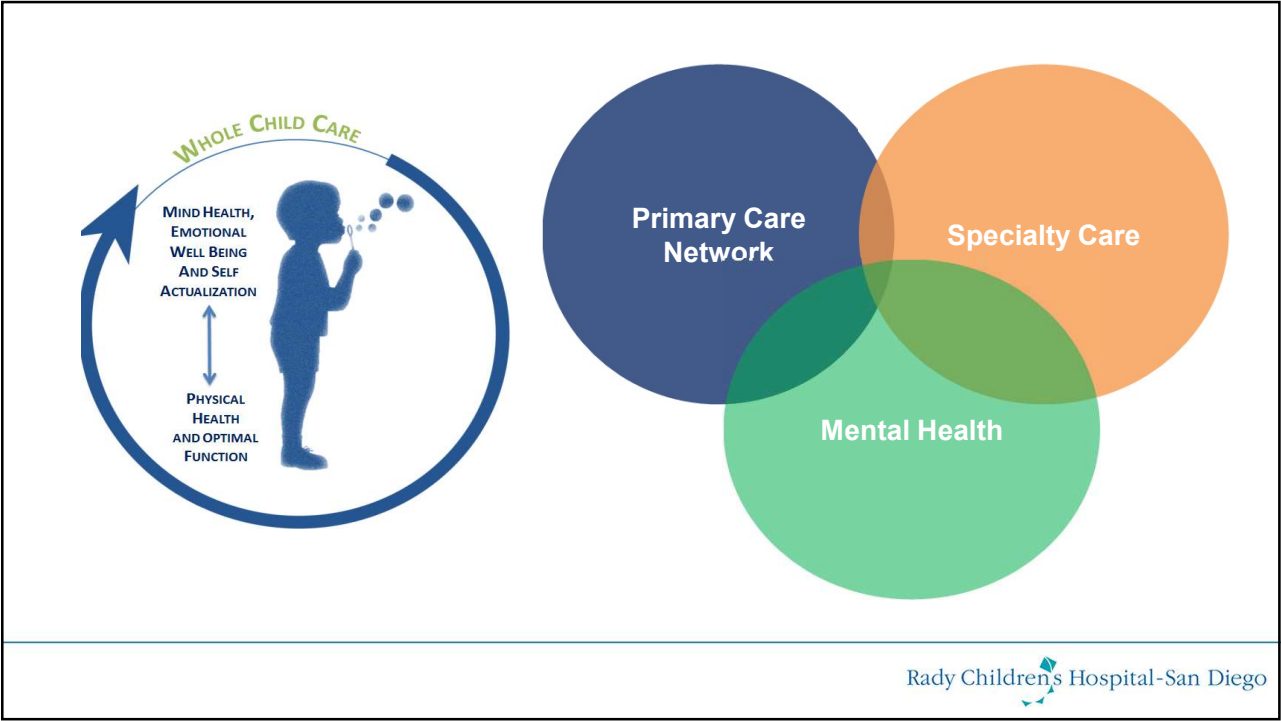 WHOLE CHILD CARE
MIND HEALTH,
EMOTIONAL
WELL BEING
AND SELF
ACTUALIZATION
PHYSICAL
HEALTH
AND OPTIMAL
FUNCTION
Primary Care
Network
Specialty Care
Mental Health
Rady Children's Hospital-San Diego